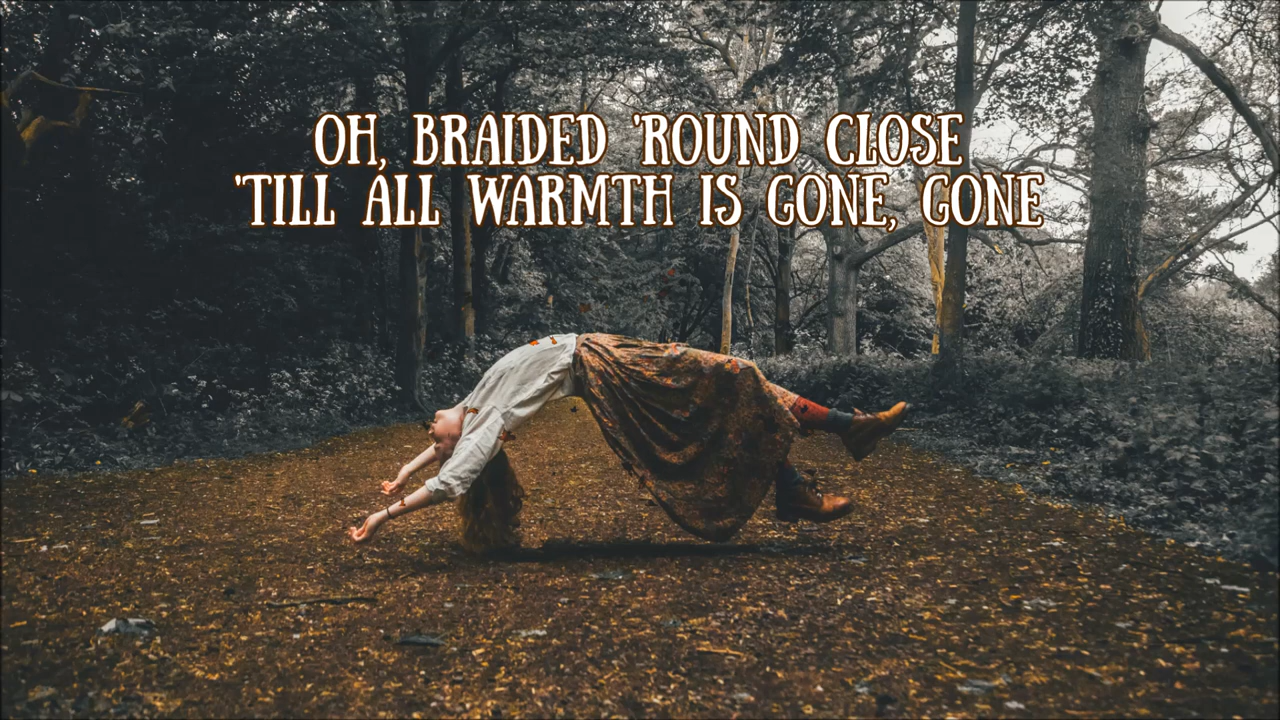 OH, BRAIDED 'ROUND CLOSE
'TILL ALL WARMTH IS GONE, GONE